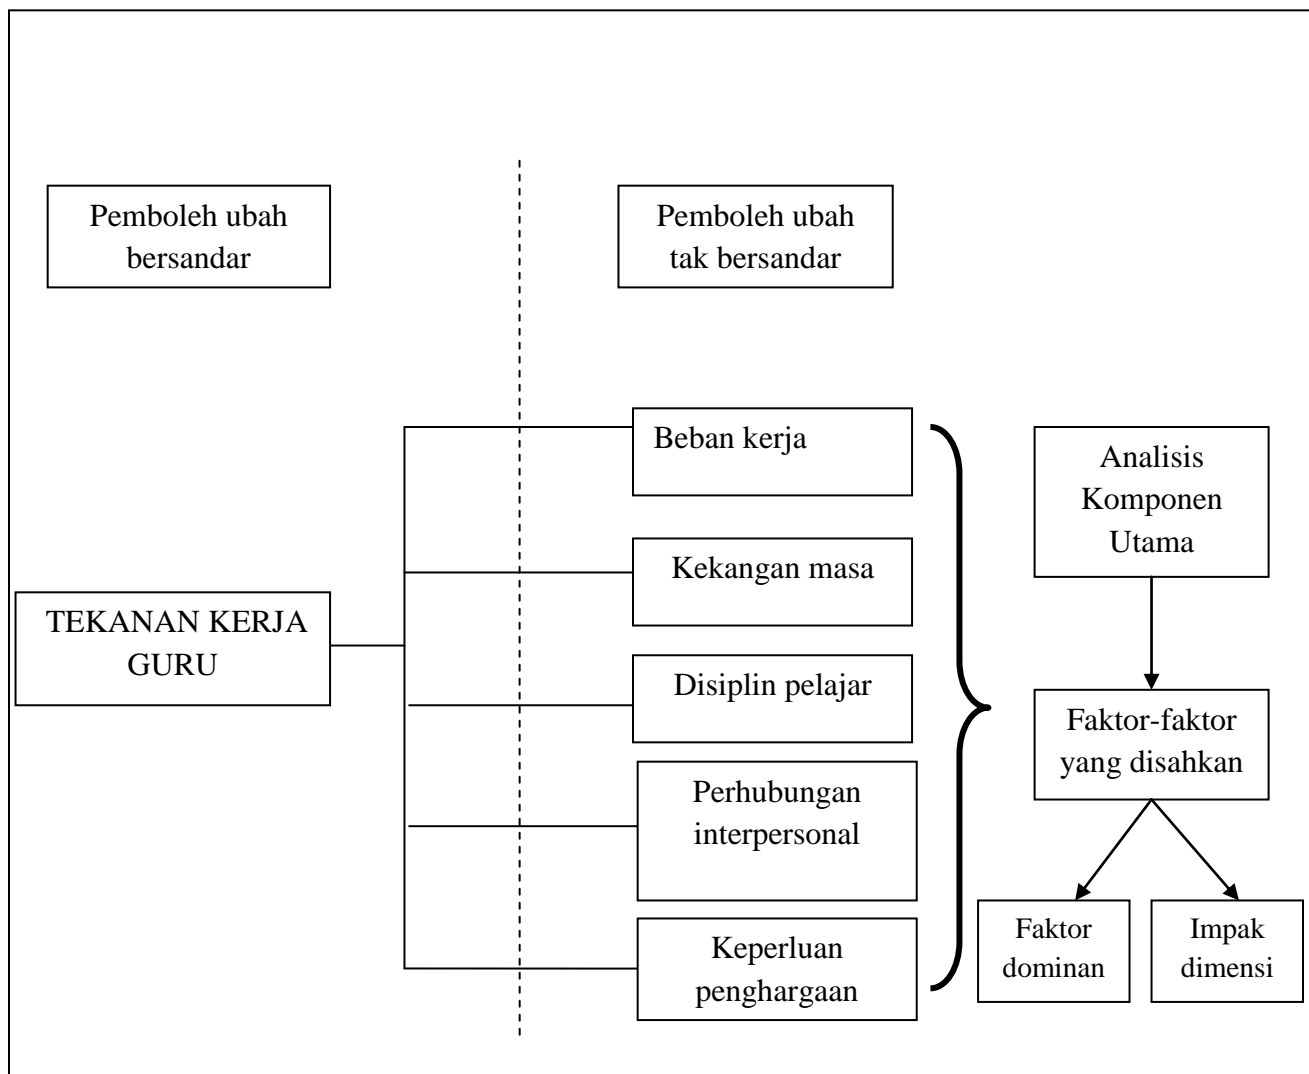 Pemboleh ubah
bersandar
Pemboleh ubah
tak bersandar
TEKANAN KERJA
GURU
Beban kerja
Kekangan masa
Disiplin pelajar
Perhubungan
interpersonal
Keperluan
penghargaan
Analisis
Komponen
Utama
Faktor-faktor
yang disahkan
Faktor
dominan
Impak
dimensi